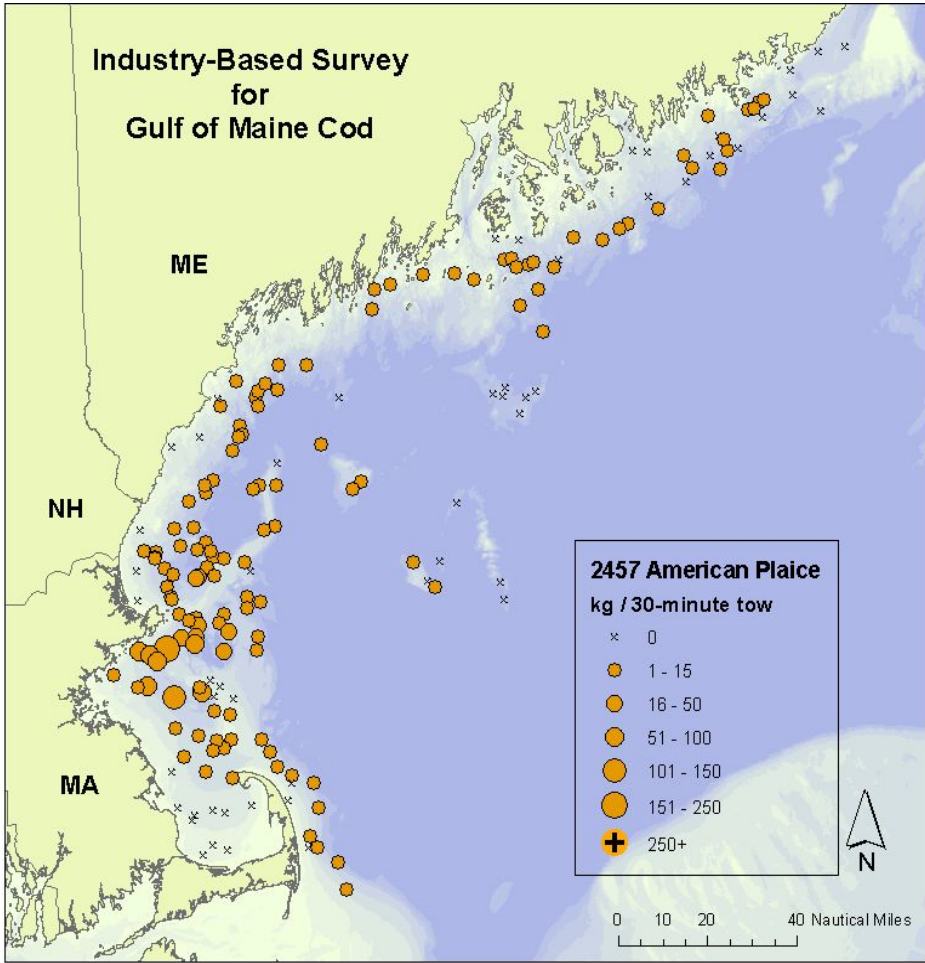 Industry-Based Survey
for
Gulf of Maine Cod
ME
NH
MA
2457 American Plaice
kg / 30-minute tow
0
1 - 15
16 - 50
51 - 100
101 - 150
151 - 250
250+
N
0 10 20 40 Nautical Miles